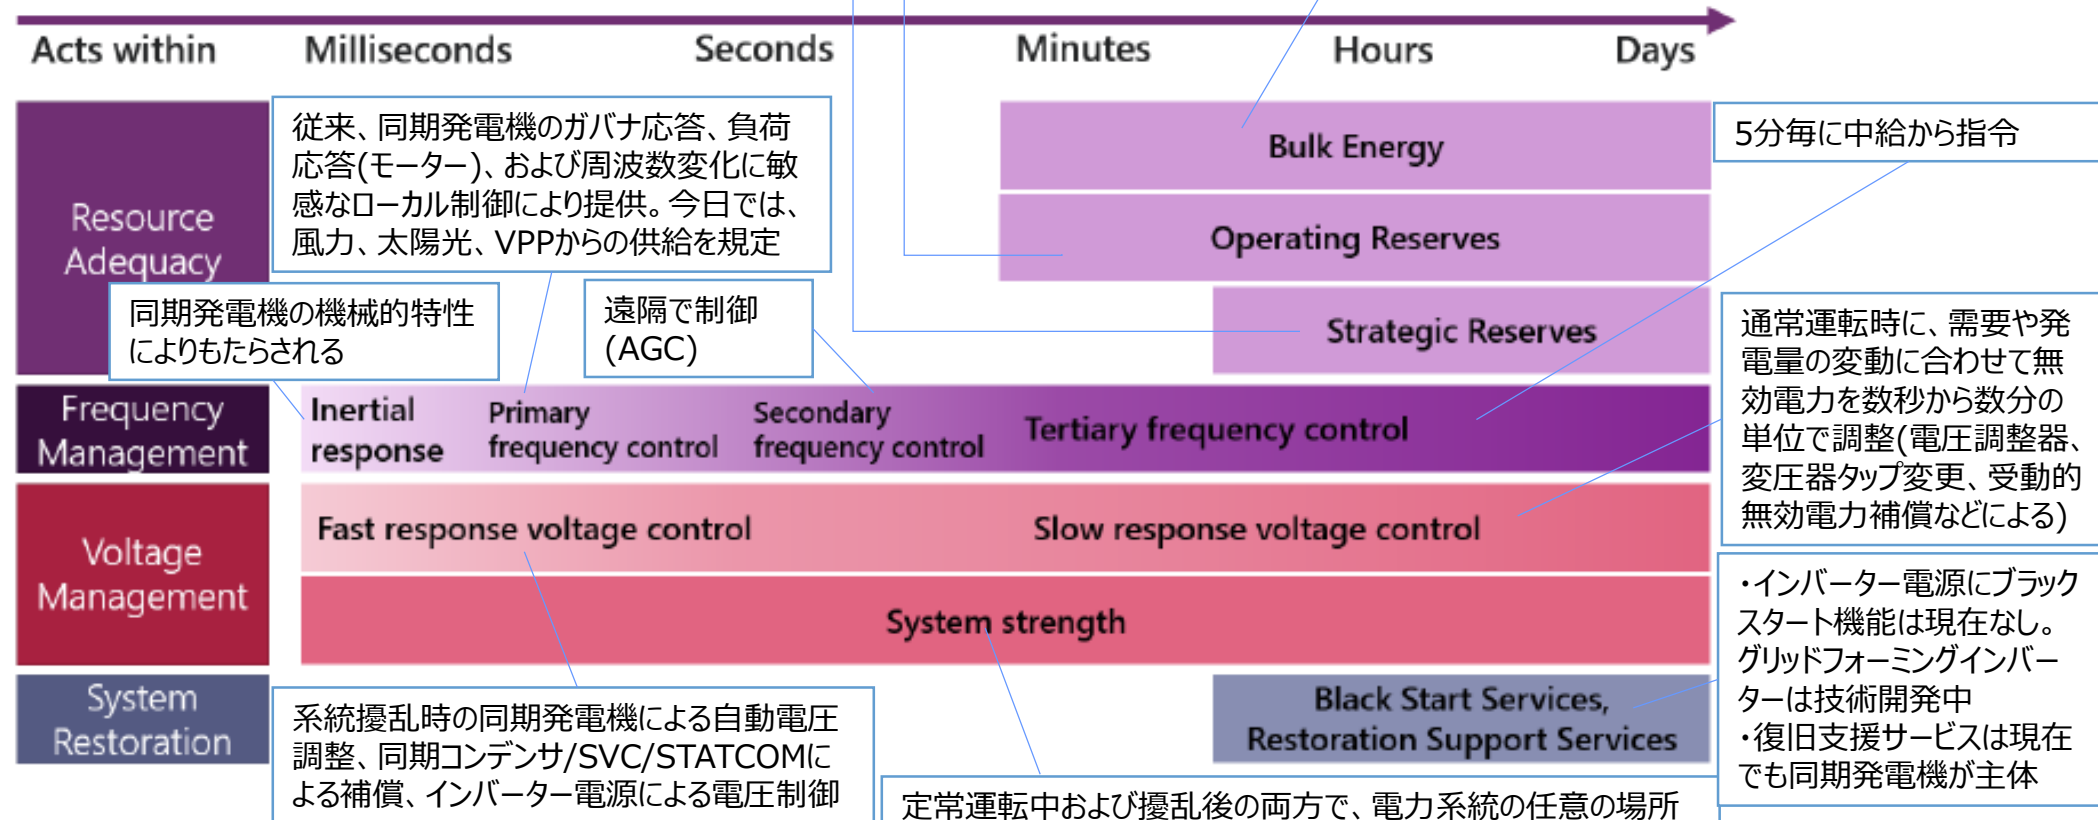 Acts within Milliseconds Seconds Minutes Hours Days
Resource
Adequacy
従来、同期発電機のガバナ応答、負荷
応答(モーター)、および周波数変化に敏
感なローカル制御により提供。今日では、
風力、太陽光、VPPからの供給を規定
Bulk Energy
5分毎に中給から指令
Operating Reserves
同期発電機の機械的特性
によりもたらされる
遠隔で制御
(AGC)
Strategic Reserves
通常運転時に、需要や発
電量の変動に合わせて無
効電力を数秒から数分の
単位で調整(電圧調整器、
変圧器タップ変更、受動的
無効電力補償などによる)
Frequency
Management
Inertial
response
Primary
frequency control
Secondary
frequency control
Tertiary frequency control
Voltage
Management
Fast response voltage control
Slow response voltage control
System strength
・インバーター電源にブラック
スタート機能は現在なし。
グリッドフォーミングインバー
ターは技術開発中
・復旧支援サービスは現在
でも同期発電機が主体
System
Restoration
Black Start Services,
Restoration Support Services
系統擾乱時の同期発電機による自動電圧
調整、同期コンデンサ/SVC/STATCOMに
よる補償、インバーター電源による電圧制御
定常運転中および擾乱後の両方で、電力系統の任意の場所